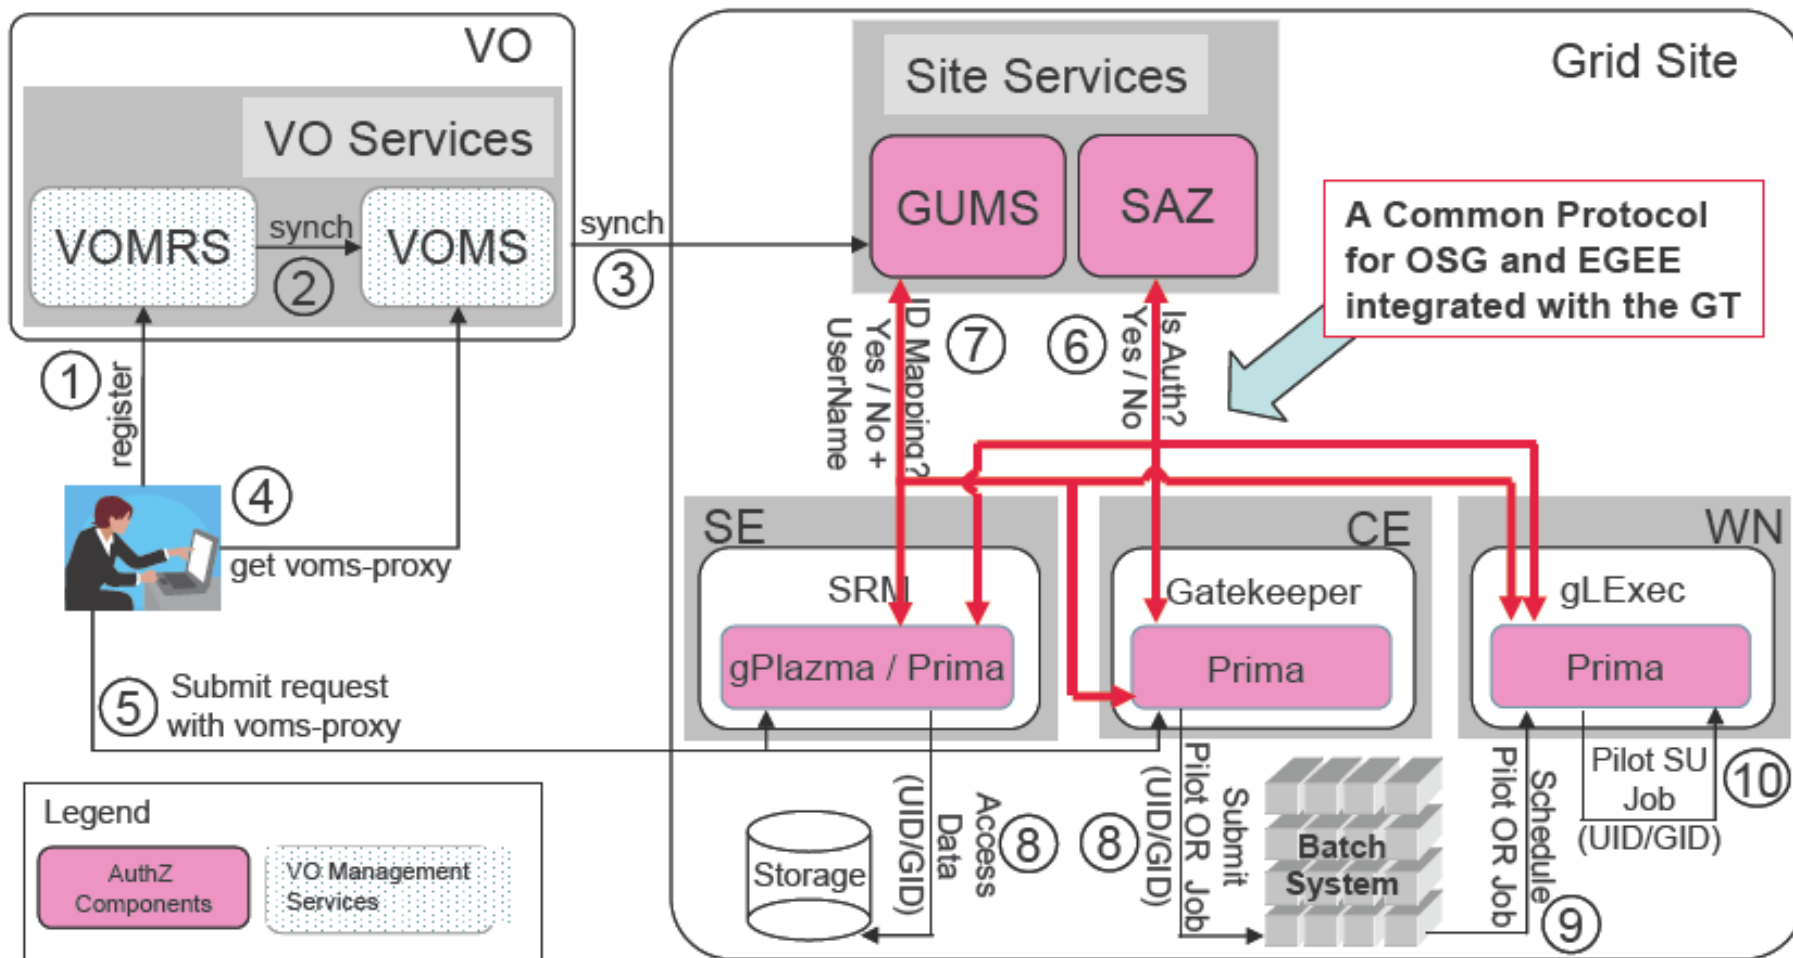 VO
VO Services
VOMRS
synch
2
VOMS
synch
3
1
register
4
get voms-proxy
5
Submit request
with voms-proxy
Legend
AuthZ
Components
VO Management
Services
Grid Site
Site Services
GUMS
SAZ
A Common Protocol
for OSG and EGEE
integrated with the GT
ID Mapping?
Yes / No +
UserName
7
6
Is Auth?
Yes / No
SE
SRM
gPlazma / Prima
CE
Gatekeeper
Prima
WN
gLExec
Prima
Storage
Access
Data
(UID/GID)
8
8
Submit
Pilot OR Job
(UID/GID)
Batch
System
Schedule
Pilot OR Job
9
Pilot SU
Job
(UID/GID)
10